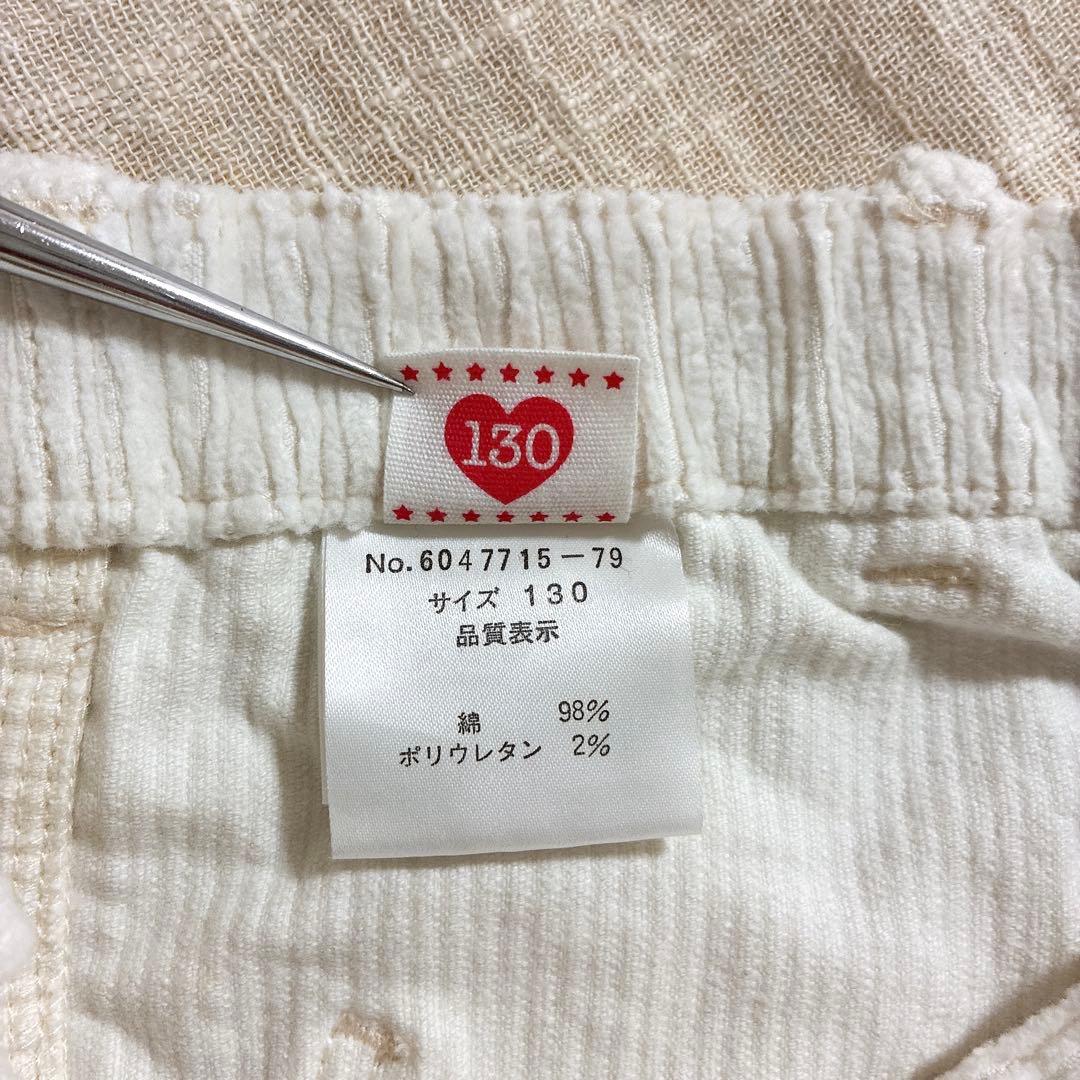 130
No.6047715-79
サイズ 130
品質表示
綿 98%
ポリウレタン 2%